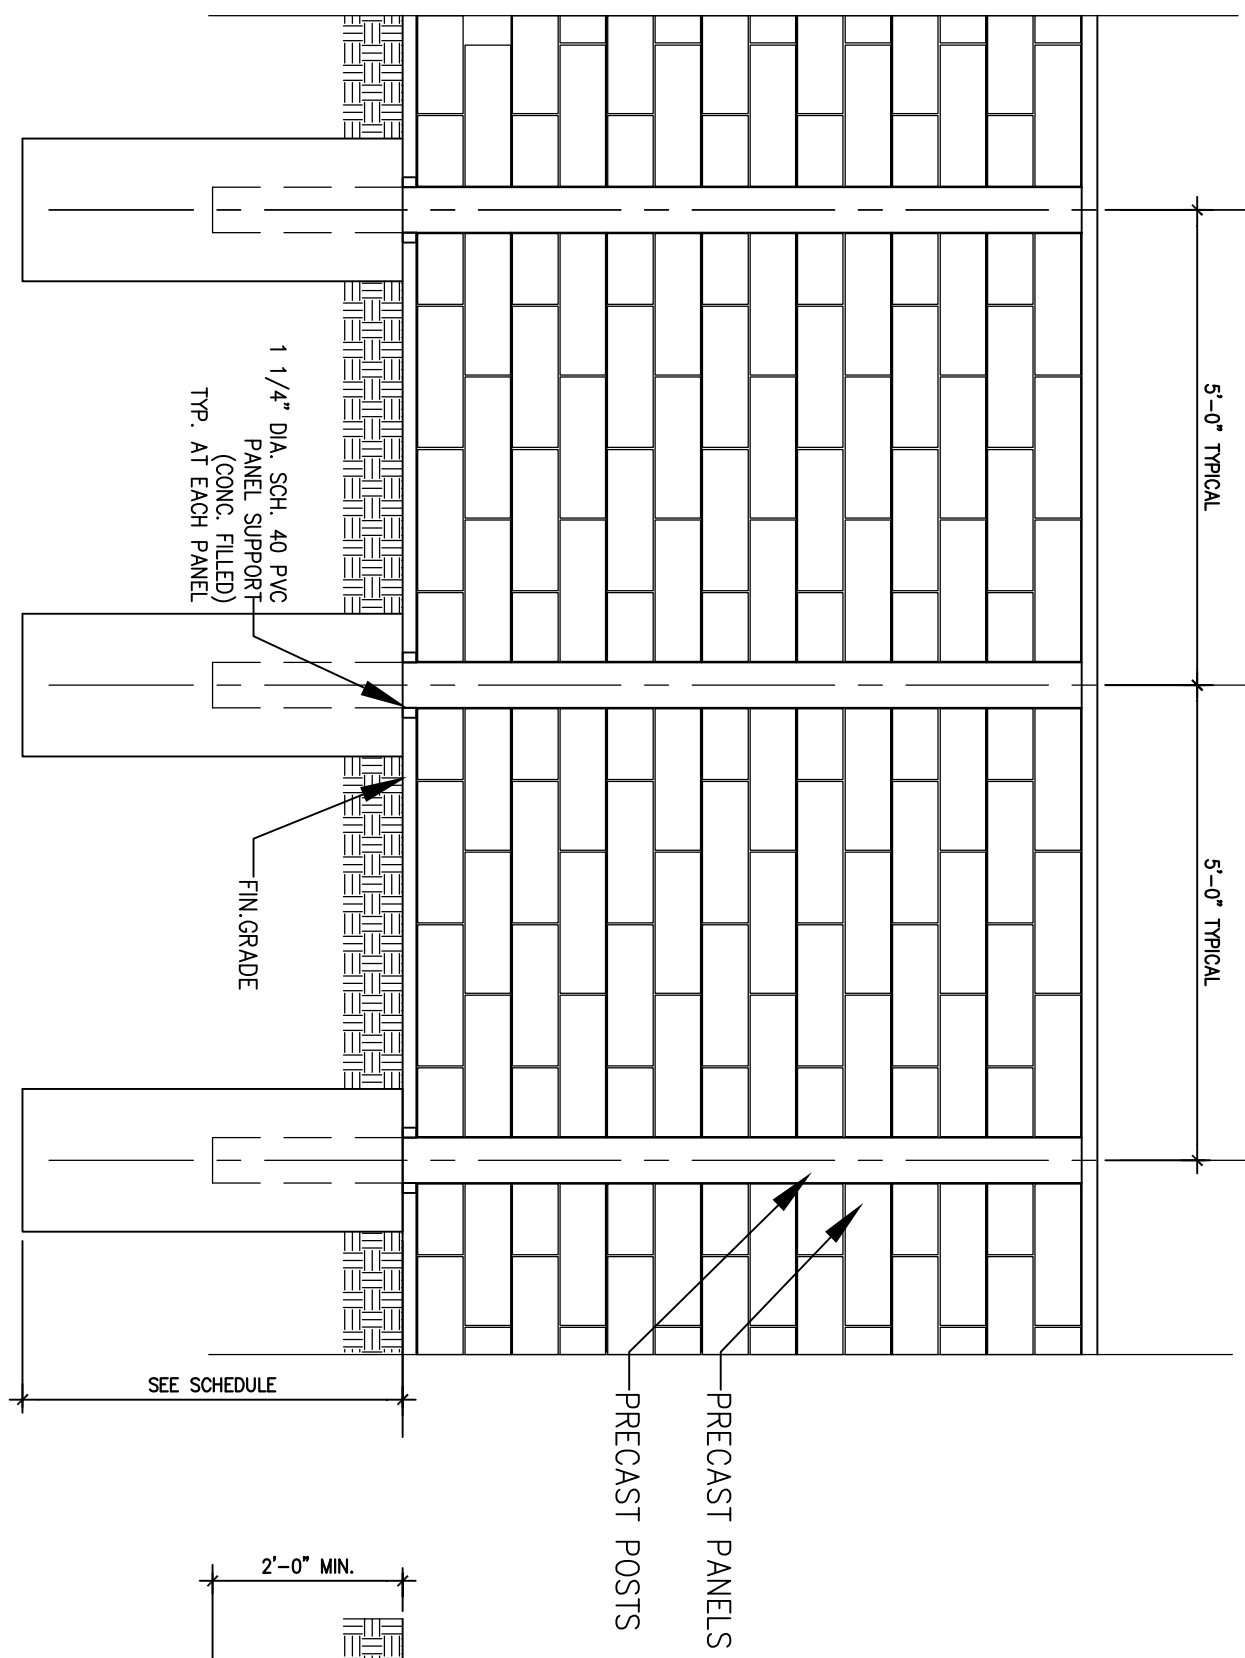 5'-0" TYPICAL
5'-0" TYPICAL
1 1/4" DIA. SCH. 40 PVC
PANEL SUPPORT
(CONC. FILLED)
TYP. AT EACH PANEL
FIN.GRADE
PRECAST PANELS
PRECAST POSTS
SEE SCHEDULE
2'-0" MIN.